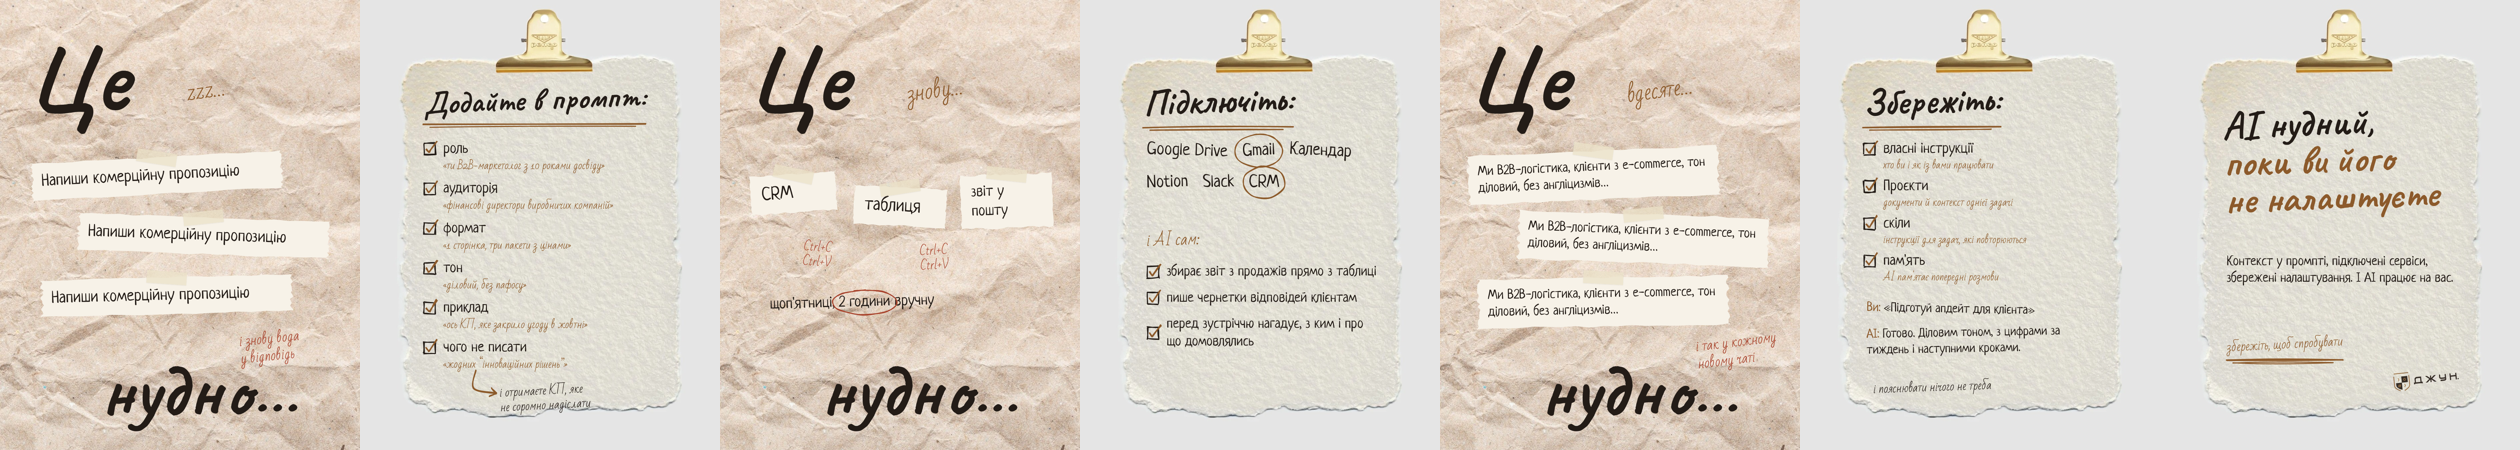 Це
zzz...
Напиши комерційну пропозицію
Напиши комерційну пропозицію
Напиши комерційну пропозицію
і знову вода
у відповідь
нудно...
Додайте в промпт:
роль
«ти B2B-маркетолог з 10 роками досвіду»
аудиторія
«фінансові директори виробничих компаній»
формат
«1 сторінка, три пакети з цінами»
тон
«діловий, без пафосу»
приклад
«ось КП, яке закрило угоду в жовтні»
чого не писати
«жодних "інноваційних рішень"»
і отримаєте КП, яке
не соромно надіслати
Це
знову...
CRM
таблиця
звіт у
пошту
Ctrl+C
Ctrl+V
Ctrl+C
Ctrl+V
щоп'ятниці 2 години вручну
нудно...
Підключіть:
Google Drive Gmail Календар
Notion Slack CRM
і AI сам:
збирає звіт з продажів прямо з таблиці
пише чернетки відповідей клієнтам
перед зустріччю нагадує, з ким і про
що домовлялись
Це
вдесяте...
Ми B2B-логістика, клієнти з e-commerce, тон
діловий, без англіцизмів...
Ми B2B-логістика, клієнти з e-commerce, тон
діловий, без англіцизмів...
Ми B2B-логістика, клієнти з e-commerce, тон
діловий, без англіцизмів...
і так у кожному
новому чаті.
нудно...
Збережіть:
власні інструкції
хто ви і як із вами працювати
Проєкти
документи й контекст однієї задачі
скіли
інструкції для задач, які повторюються
пам'ять
AI пам'ятає попередні розмови
Ви: «Підготуй апдейт для клієнта»
AI: Готово. Діловим тоном, з цифрами за
тиждень і наступними кроками.
і пояснювати нічого не треба
AI нудний,
поки ви його
не налаштуєте
Контекст у промпті, підключені сервіси,
збережені налаштування. І AI працює на вас.
збережіть, щоб спробувати
ДЖУН